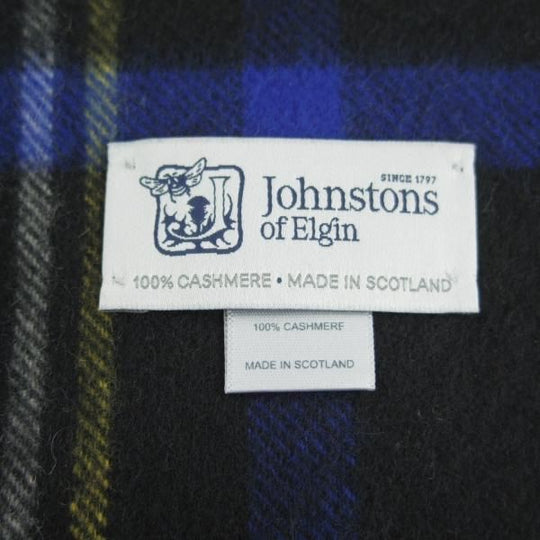 SINCE 1797
Johnstons
of Elgin
100% CASHMERE • MADE IN SCOTLAND
100% CASHMERE
MADE IN SCOTLAND